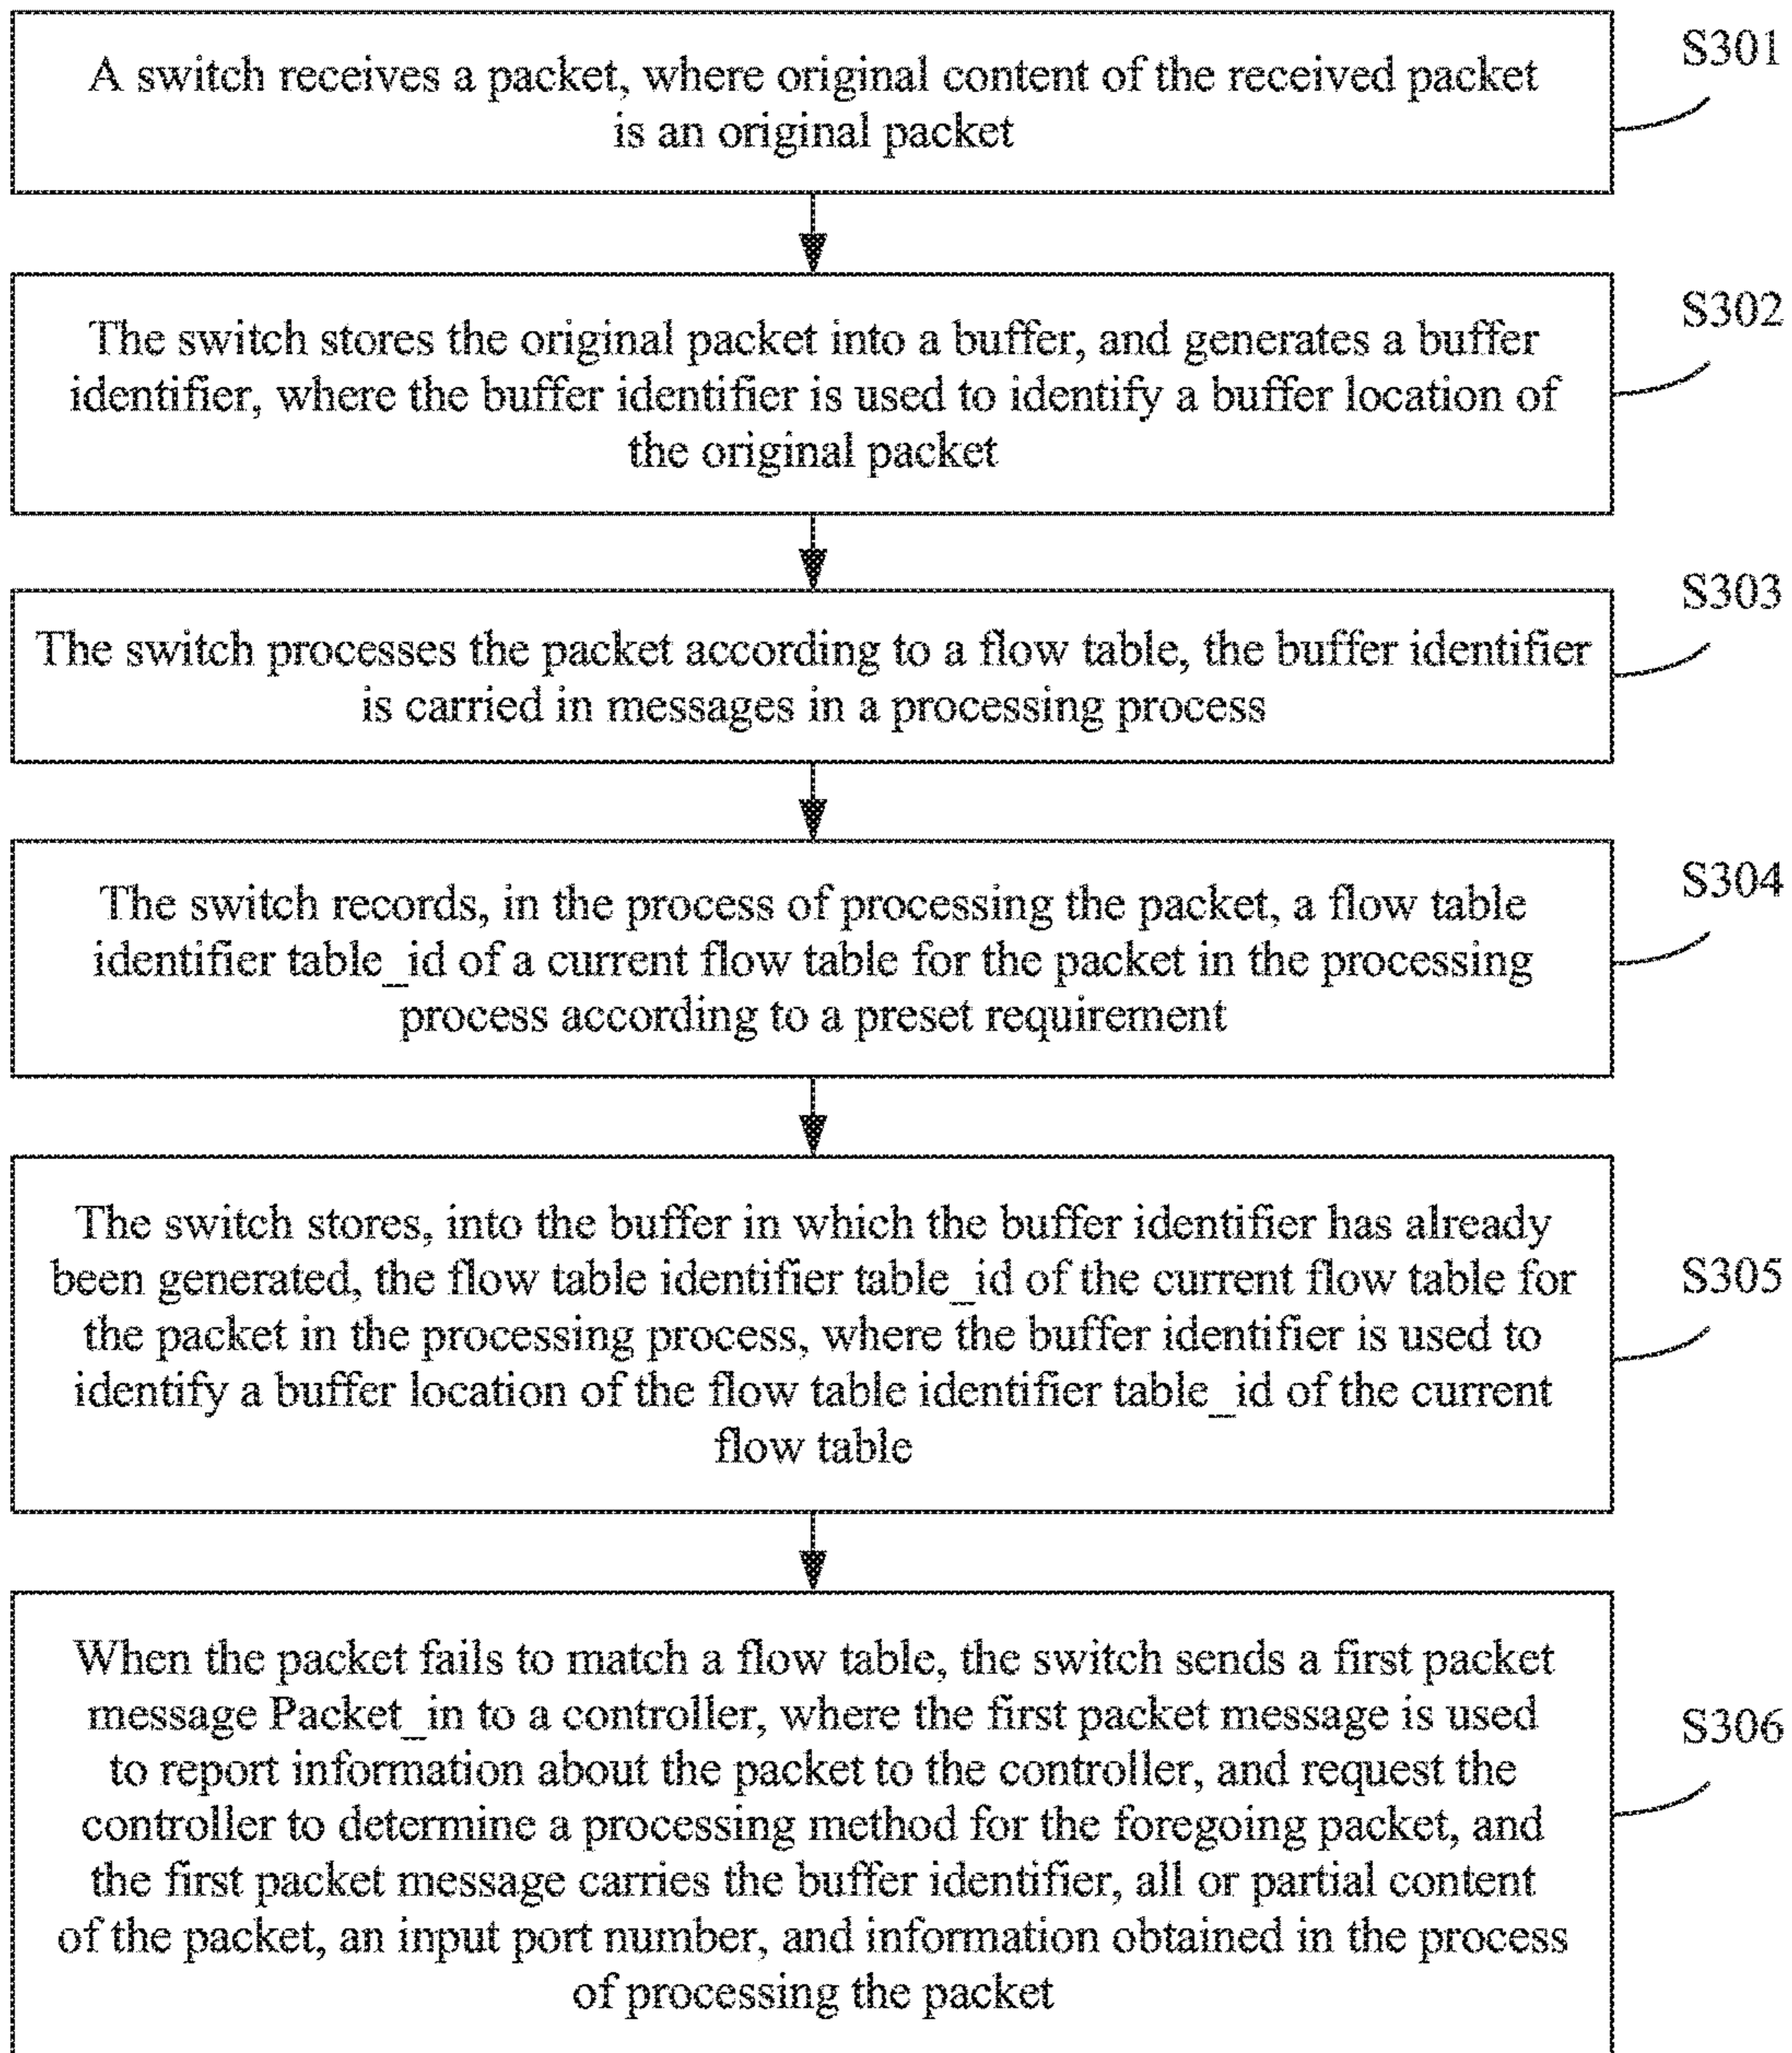 A switch receives a packet, where original content of the received packet
is an original packet
S301
The switch stores the original packet into a buffer, and generates a buffer
identifier, where the buffer identifier is used to identify a buffer location of
the original packet
S302
The switch processes the packet according to a flow table, the buffer identifier
is carried in messages in a processing process
S303
The switch records, in the process of processing the packet, a flow table
identifier table_id of a current flow table for the packet in the processing
process according to a preset requirement
S304
The switch stores, into the buffer in which the buffer identifier has already
been generated, the flow table identifier table_id of the current flow table for
the packet in the processing process, where the buffer identifier is used to
identify a buffer location of the flow table identifier table_id of the current
flow table
S305
When the packet fails to match a flow table, the switch sends a first packet
message Packet_in to a controller, where the first packet message is used
to report information about the packet to the controller, and request the
controller to determine a processing method for the foregoing packet, and
the first packet message carries the buffer identifier, all or partial content
of the packet, an input port number, and information obtained in the process
of processing the packet
S306